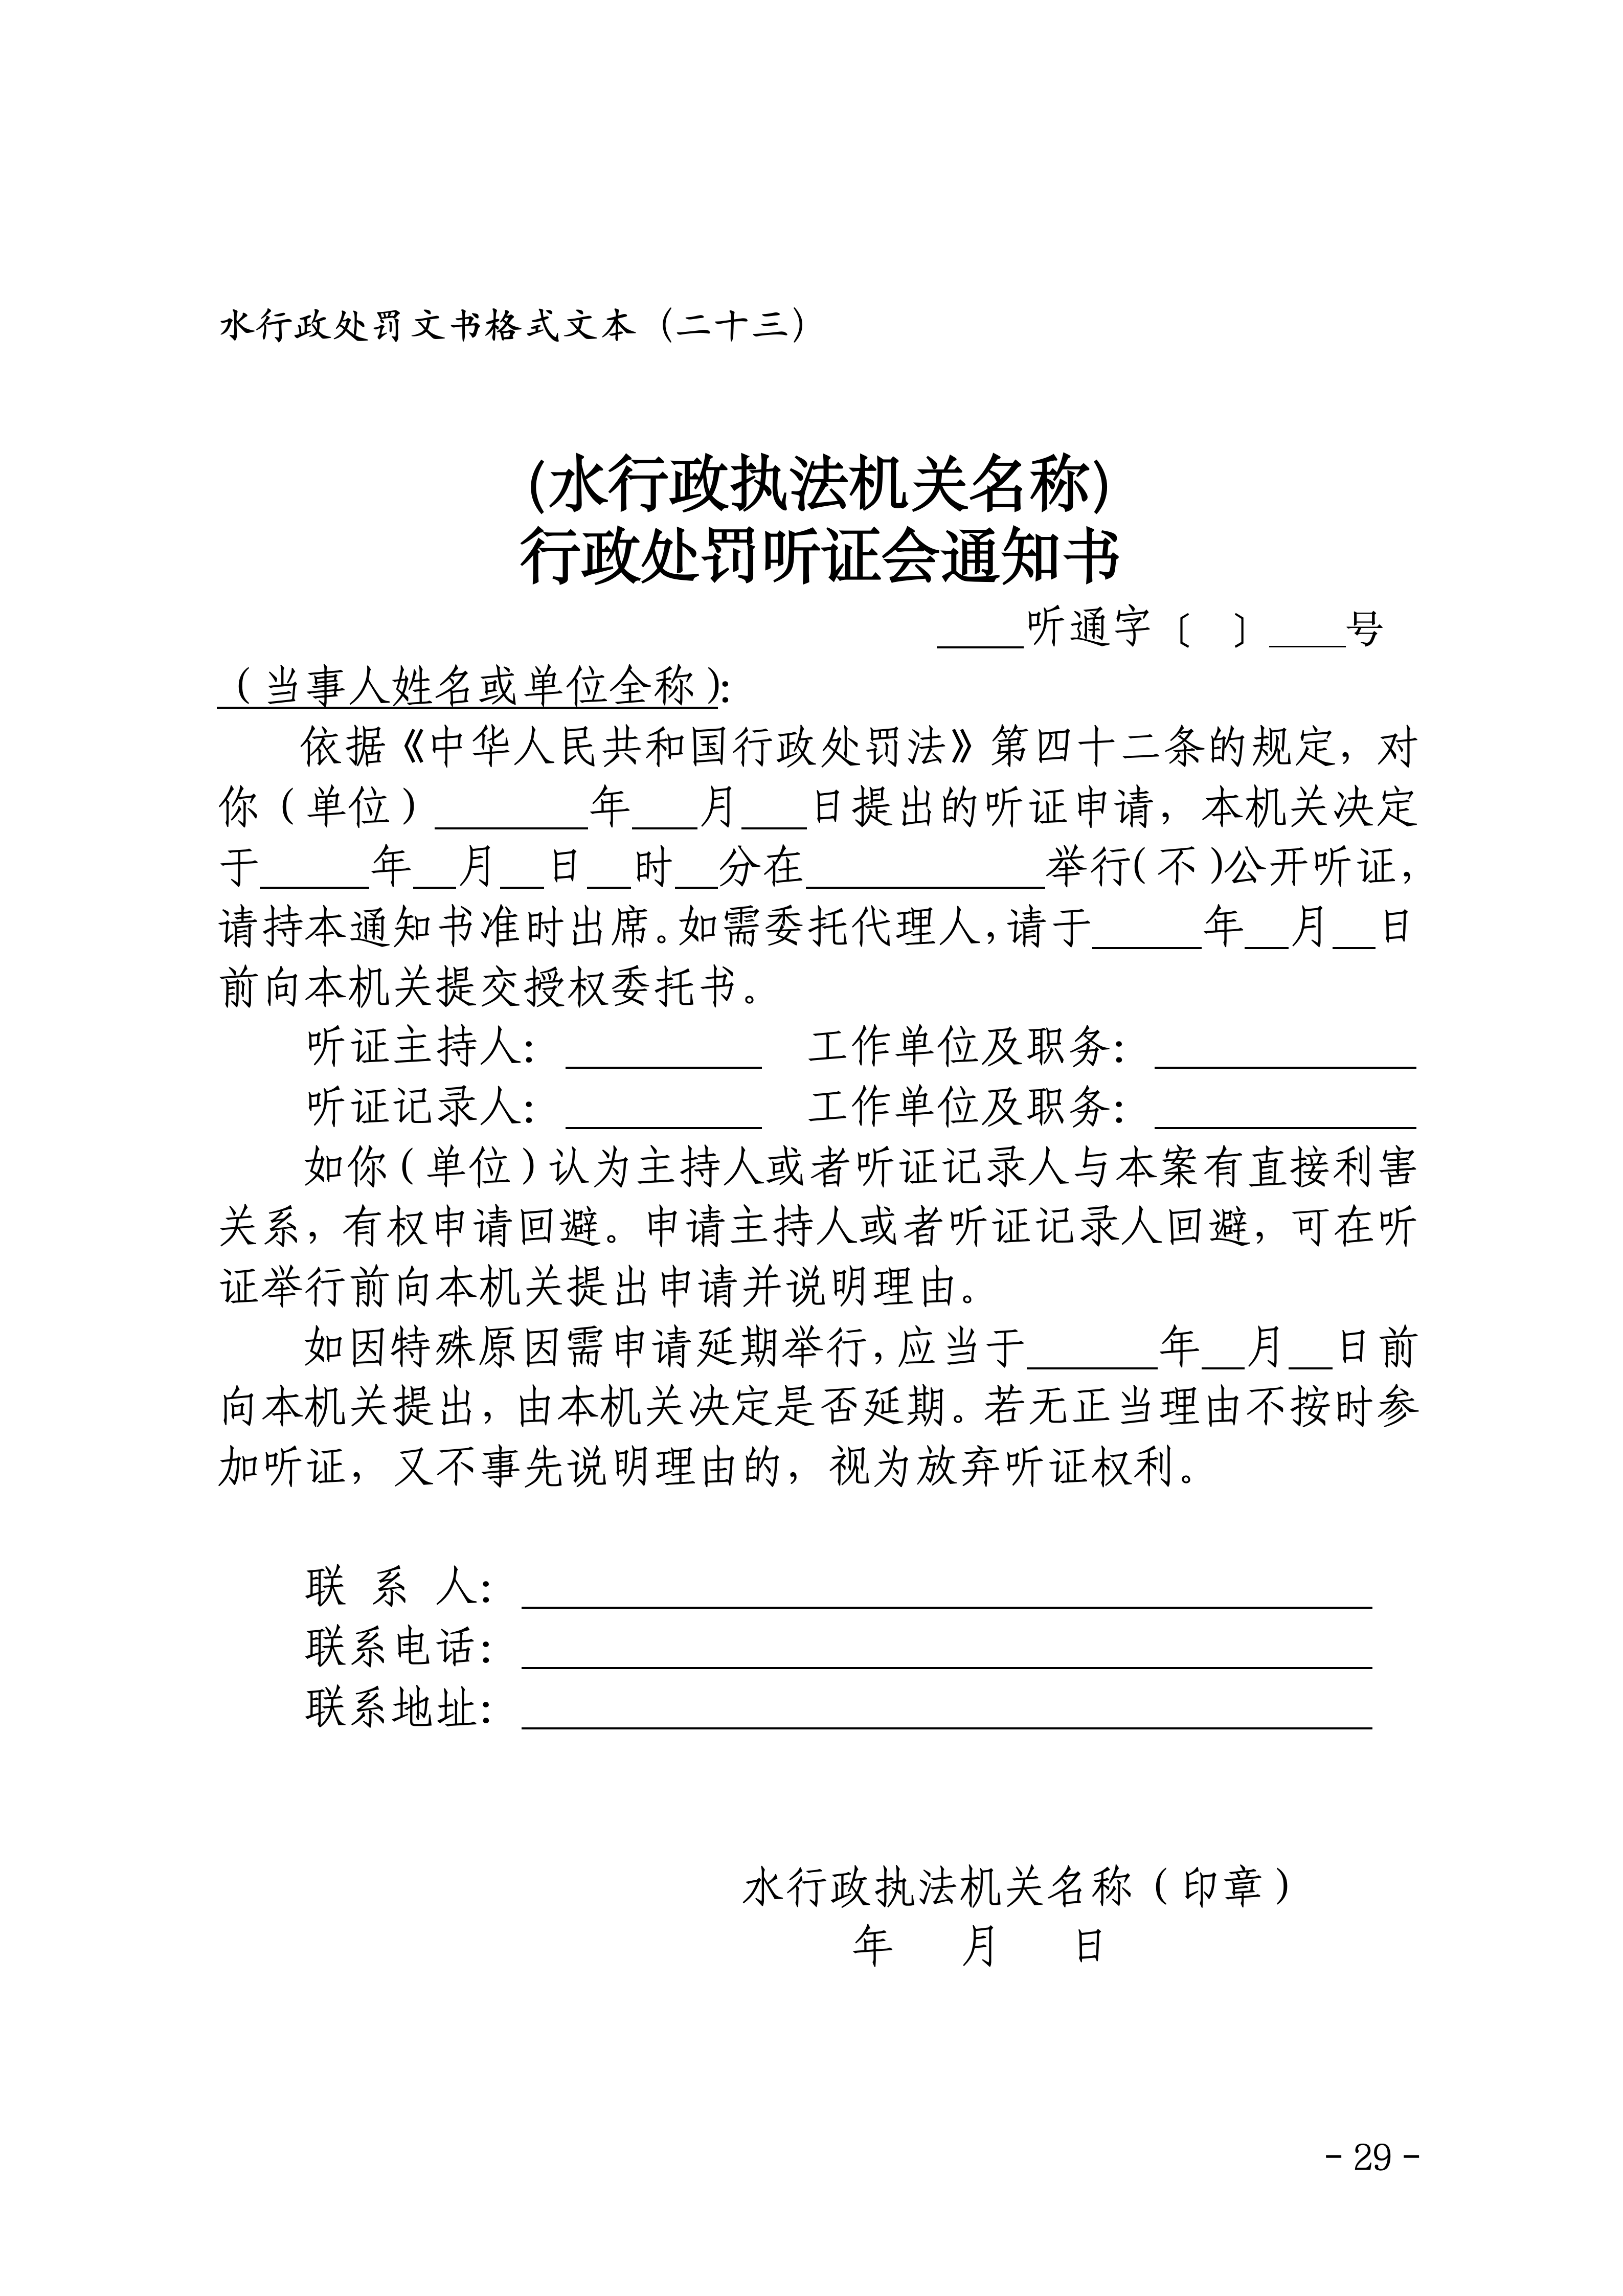 水行政处罚文书格式文本（二十三）
(水行政执法机关名称)
行政处罚听证会通知书
____听通字〔 〕____号
（当事人姓名或单位全称）：
依据《中华人民共和国行政处罚法》第四十二条的规定，对
你（单位）_______年___月___日提出的听证申请，本机关决定
于_____年__月__日__时__分在___________举行(不)公开听证，
请持本通知书准时出席。如需委托代理人，请于_____年__月__日
前向本机关提交授权委托书。
听证主持人：_________ 工作单位及职务：____________
听证记录人：_________ 工作单位及职务：____________
如你（单位）认为主持人或者听证记录人与本案有直接利害
关系，有权申请回避。申请主持人或者听证记录人回避，可在听
证举行前向本机关提出申请并说明理由。
如因特殊原因需申请延期举行，应当于______年__月__日前
向本机关提出，由本机关决定是否延期。若无正当理由不按时参
加听证，又不事先说明理由的，视为放弃听证权利。
联 系 人：_______________________________________
联系电话：_______________________________________
联系地址：_______________________________________
水行政执法机关名称（印章）
年 月 日
- 29 -